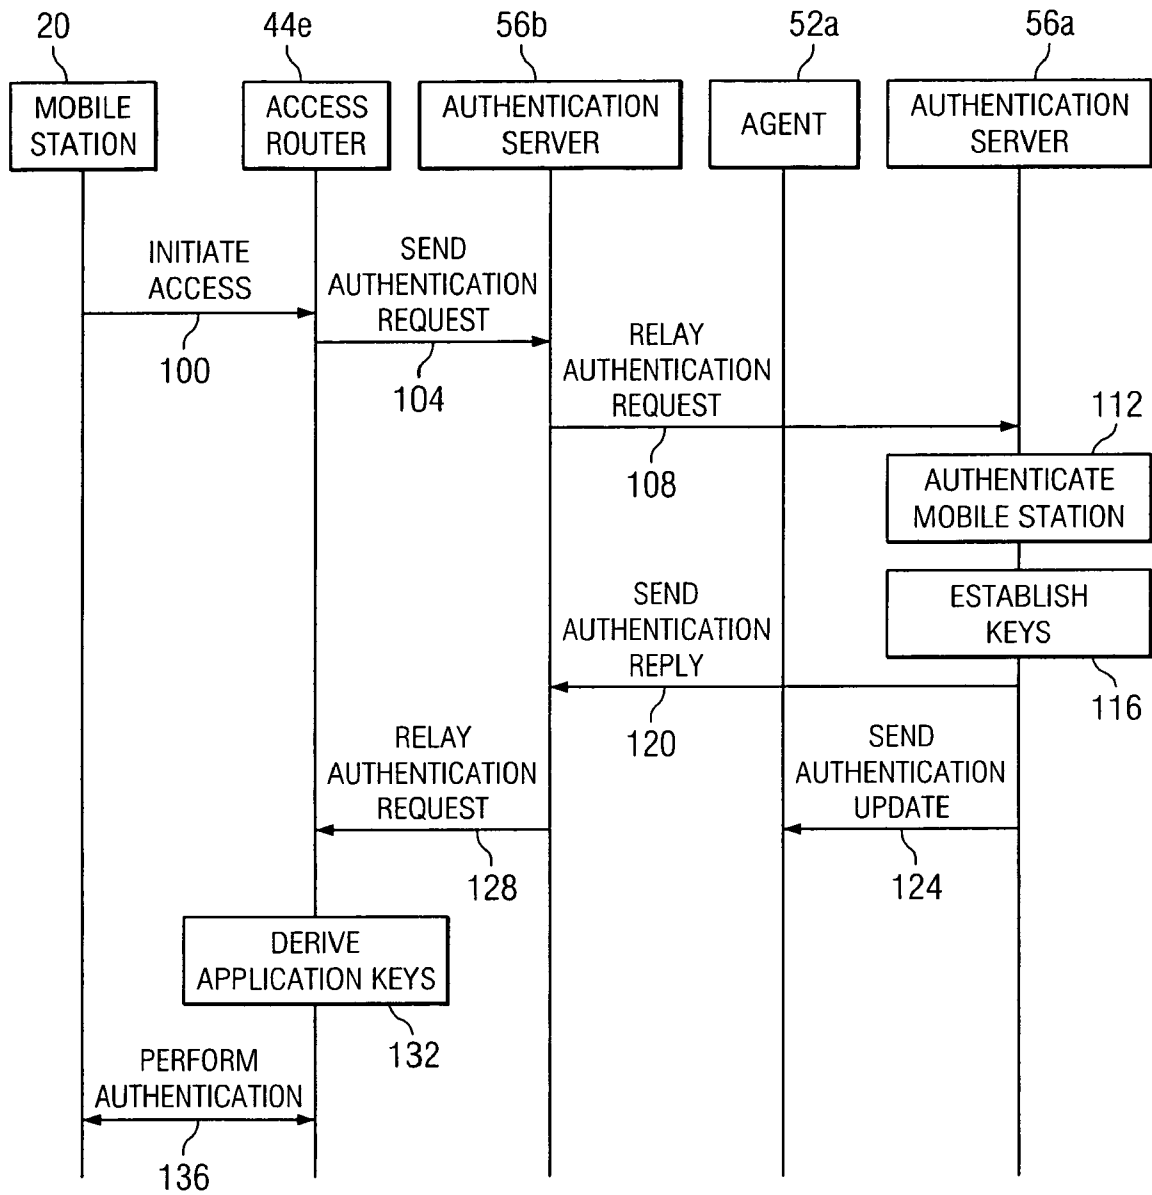 20
44e
56b
52a
56a
MOBILE
STATION
ACCESS
ROUTER
AUTHENTICATION
SERVER
AGENT
AUTHENTICATION
SERVER
INITIATE
ACCESS
100
SEND
AUTHENTICATION
REQUEST
104
RELAY
AUTHENTICATION
REQUEST
108
112
AUTHENTICATE
MOBILE STATION
ESTABLISH
KEYS
116
SEND
AUTHENTICATION
REPLY
120
SEND
AUTHENTICATION
UPDATE
124
RELAY
AUTHENTICATION
REQUEST
128
DERIVE
APPLICATION KEYS
132
PERFORM
AUTHENTICATION
136